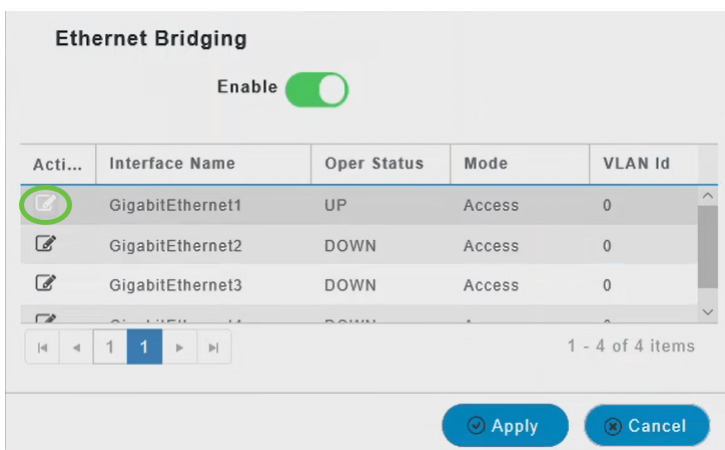 Ethernet Bridging
Enable
Acti... Interface Name Oper Status Mode VLAN Id
GigabitEthernet1 UP Access 0
GigabitEthernet2 DOWN Access 0
GigabitEthernet3 DOWN Access 0
1 1 1 - 4 of 4 items
Apply Cancel